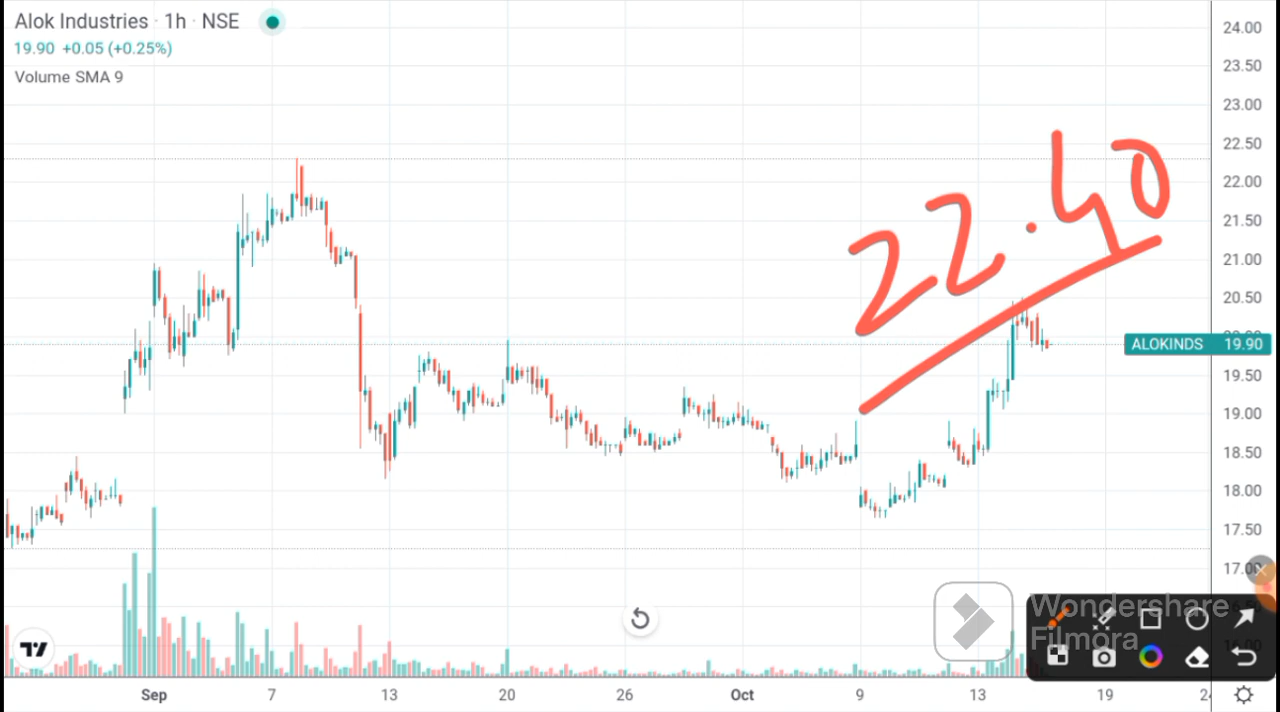 Alok Industries · 1h · NSE
19.90 +0.05 (+0.25%)
Volume SMA 9
24.00
23.50
23.00
22.50
22.00
21.50
21.00
20.50
ALOKINDS 19.90
19.50
19.00
18.50
18.00
17.50
17.00
22.40
Wondershare
Filmora
Sep 7 13 20 26 Oct 9 13 19